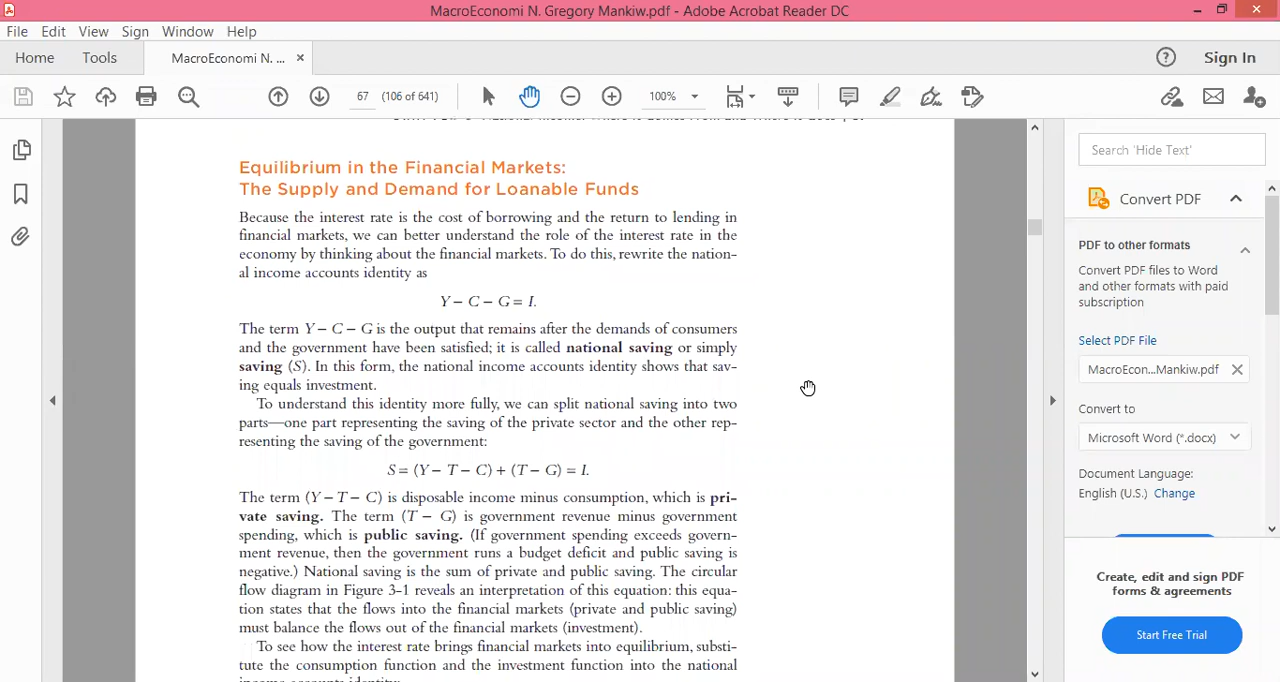 MacroEconomi N. Gregory Mankiw.pdf - Adobe Acrobat Reader DC
File Edit View Sign Window Help
Home Tools MacroEconomi N. ... × Sign In
67 (106 of 641) 100%
Equilibrium in the Financial Markets:
The Supply and Demand for Loanable Funds
Because the interest rate is the cost of borrowing and the return to lending in
financial markets, we can better understand the role of the interest rate in the
economy by thinking about the financial markets. To do this, rewrite the nation-
al income accounts identity as
Y − C − G = I.
The term Y − C − G is the output that remains after the demands of consumers
and the government have been satisfied; it is called national saving or simply
saving (S). In this form, the national income accounts identity shows that sav-
ing equals investment.
To understand this identity more fully, we can split national saving into two
parts—one part representing the saving of the private sector and the other rep-
resenting the saving of the government:
S = (Y − T − C) + (T − G) = I.
The term (Y − T − C) is disposable income minus consumption, which is pri-
vate saving. The term (T − G) is government revenue minus government
spending, which is public saving. (If government spending exceeds govern-
ment revenue, then the government runs a budget deficit and public saving is
negative.) National saving is the sum of private and public saving. The circular
flow diagram in Figure 3-1 reveals an interpretation of this equation: this equa-
tion states that the flows into the financial markets (private and public saving)
must balance the flows out of the financial markets (investment).
To see how the interest rate brings financial markets into equilibrium, substi-
tute the consumption function and the investment function into the national
Search 'Hide Text'
Convert PDF
PDF to other formats
Convert PDF files to Word
and other formats with paid
subscription
Select PDF File
MacroEcon...Mankiw.pdf
Convert to
Microsoft Word (*.docx)
Document Language:
English (U.S.) Change
Create, edit and sign PDF
forms & agreements
Start Free Trial